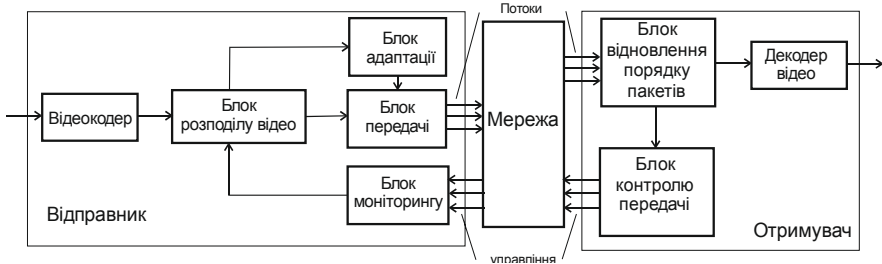 Потоки
Блок
адаптації
Блок
відновлення
порядку
пакетів
Декодер
відео
Відеокодер
Блок
розподілу відео
Блок
передачі
Мережа
Блок
моніторингу
Блок
контролю
передачі
Відправник
Отримувач
управління